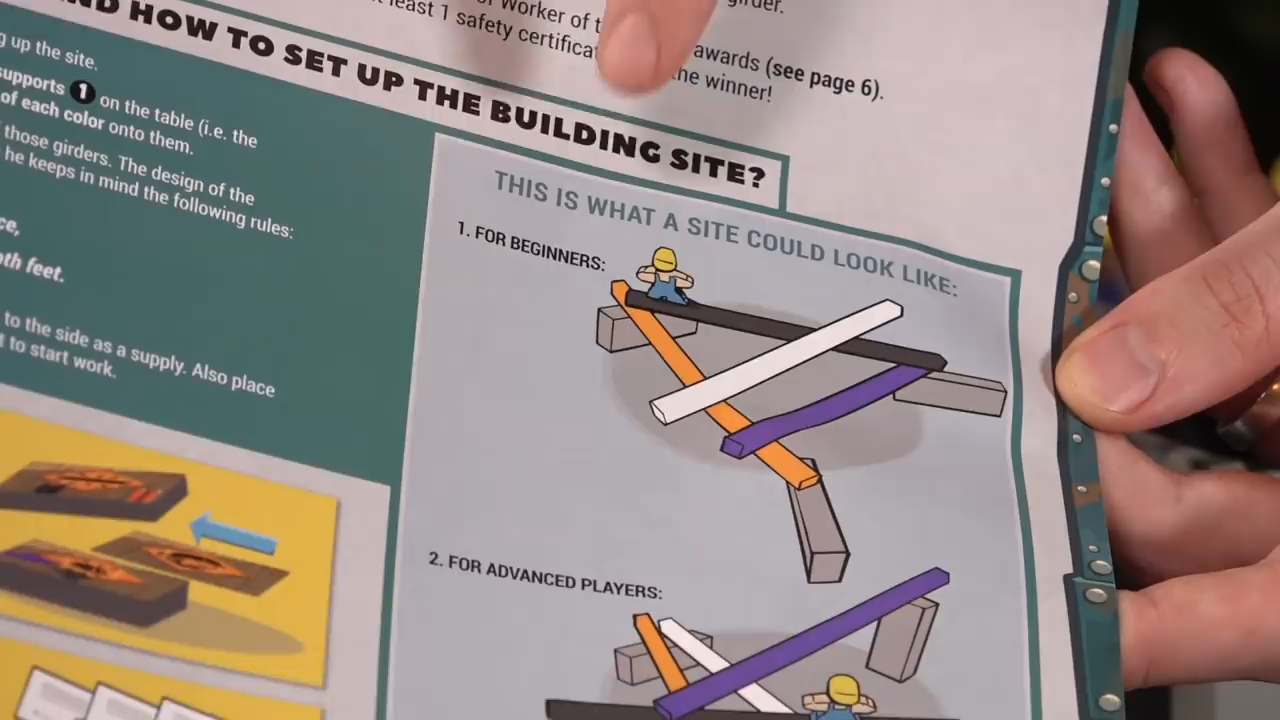 Worker of t girder.
least 1 safety certifica awards (see page 6).
the winner!
ND HOW TO SET UP THE BUILDING SITE?
up the site.
supports 1 on the table (i.e. the
of each color onto them.
those girders. The design of the
he keeps in mind the following rules:
oth feet.
to the side as a supply. Also place
to start work.
THIS IS WHAT A SITE COULD LOOK LIKE:
1. FOR BEGINNERS:
2. FOR ADVANCED PLAYERS: